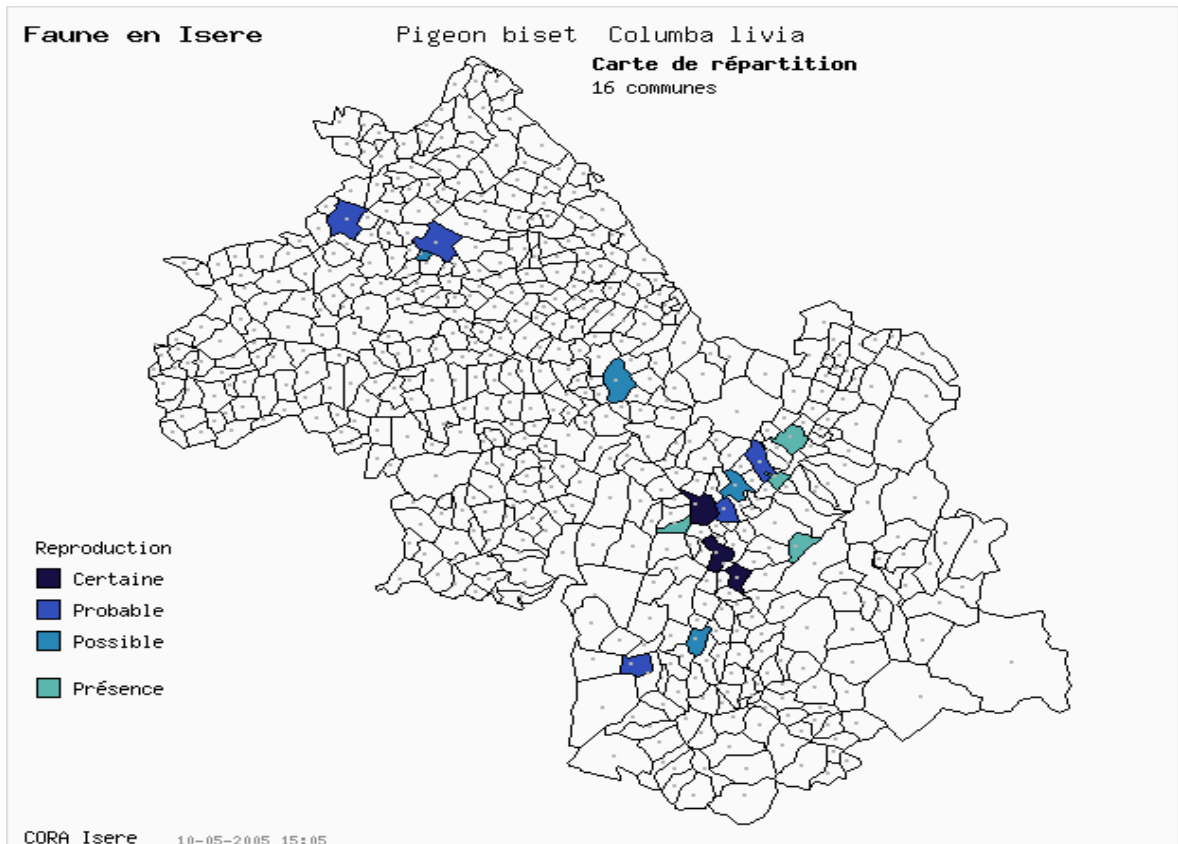 Faune en Isere
Pigeon biset Columba livia
Carte de répartition
16 communes
Reproduction
Certaine
Probable
Possible
Présence
CORA Isere 10-05-2005 15:05